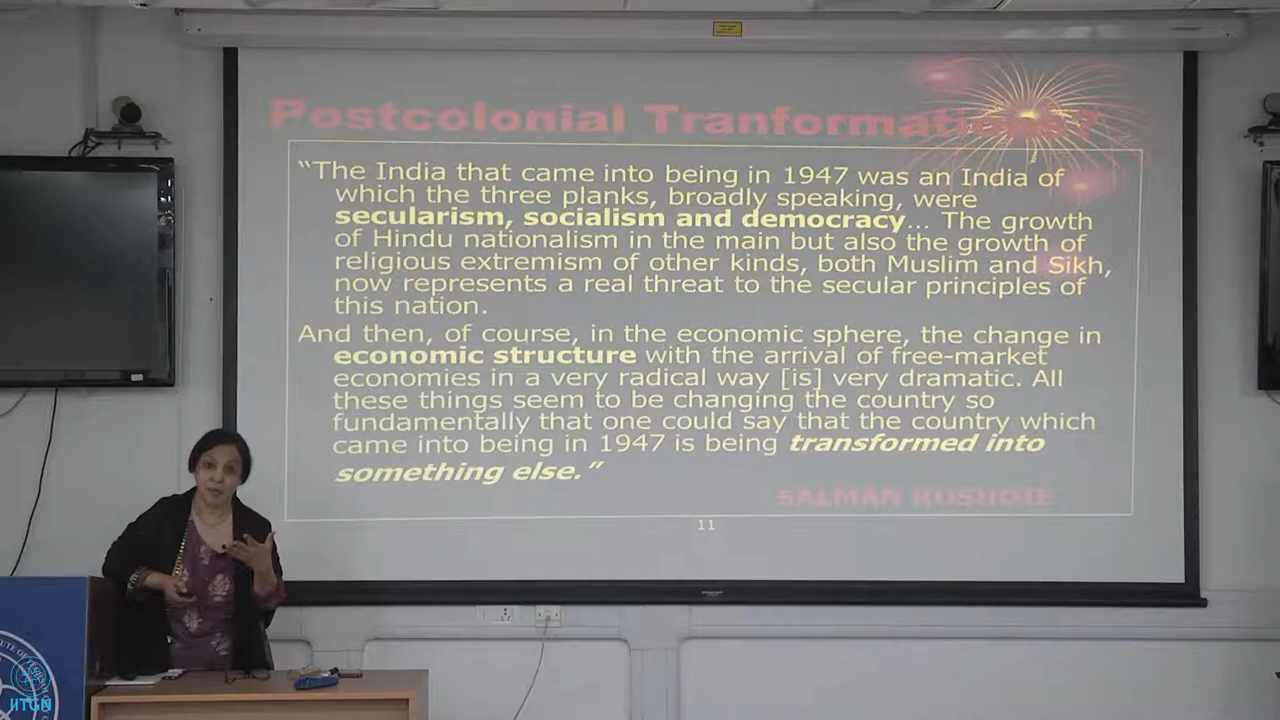 Postcolonial Tranformations?
“The India that came into being in 1947 was an India of
which the three planks, broadly speaking, were
secularism, socialism and democracy... The growth
of Hindu nationalism in the main but also the growth of
religious extremism of other kinds, both Muslim and Sikh,
now represents a real threat to the secular principles of
this nation.
And then, of course, in the economic sphere, the change in
economic structure with the arrival of free-market
economies in a very radical way [is] very dramatic. All
these things seem to be changing the country so
fundamentally that one could say that the country which
came into being in 1947 is being transformed into
something else.”
SALMAN RUSHDIE
11
IITGN